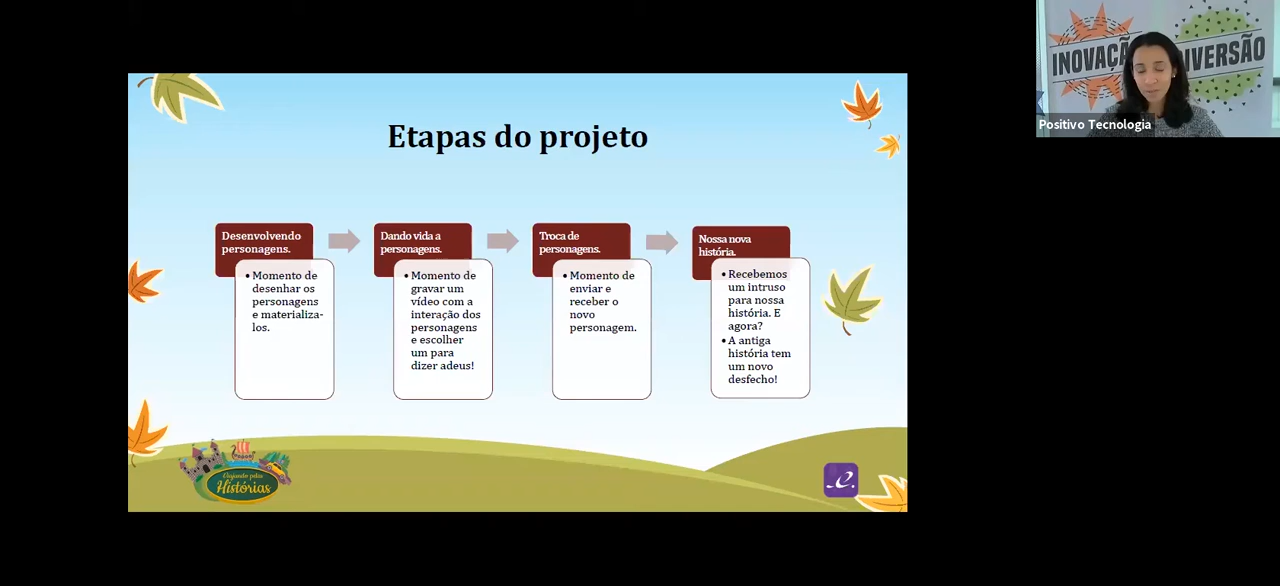 Etapas do projeto
Desenvolvendo
personagens.
• Momento de
desenhar os
personagens
e materializa-
los.
Dando vida a
personagens.
• Momento de
gravar um
vídeo com a
interação dos
personagens
e escolher
um para
dizer adeus!
Troca de
personagens.
• Momento de
enviar e
receber o
novo
personagem.
Nossa nova
história.
• Recebemos
um intruso
para nossa
história. E
agora?
• A antiga
história tem
um novo
desfecho!
Viajando pelas
Histórias
e
INOVAÇÃ
IVERSÃO
Positivo Tecnologia